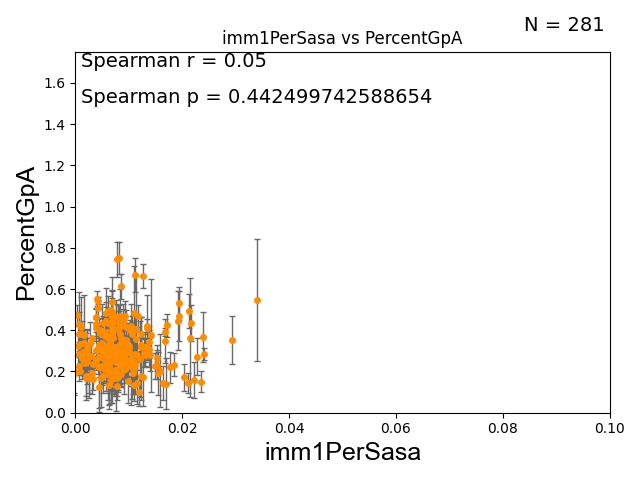 N = 281
imm1PerSasa vs PercentGpA
Spearman r = 0.05
Spearman p = 0.442499742588654
PercentGpA
1.6
1.4
1.2
1.0
0.8
0.6
0.4
0.2
0.0
0.00 0.02 0.04 0.06 0.08 0.10
imm1PerSasa